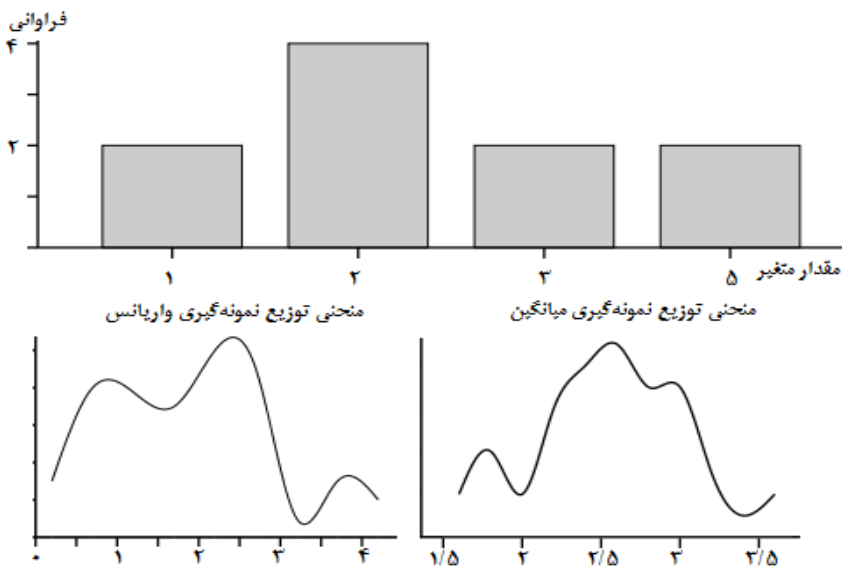 فراوانی
۴
۲
۱ ۲ ۳ ۵ مقدار متغیر
منحنی توزیع نمونه‌گیری میانگین
منحنی توزیع نمونه‌گیری واریانس
۱/۵ ۲ ۲/۵ ۳ ۳/۵
۰ ۱ ۲ ۳ ۴